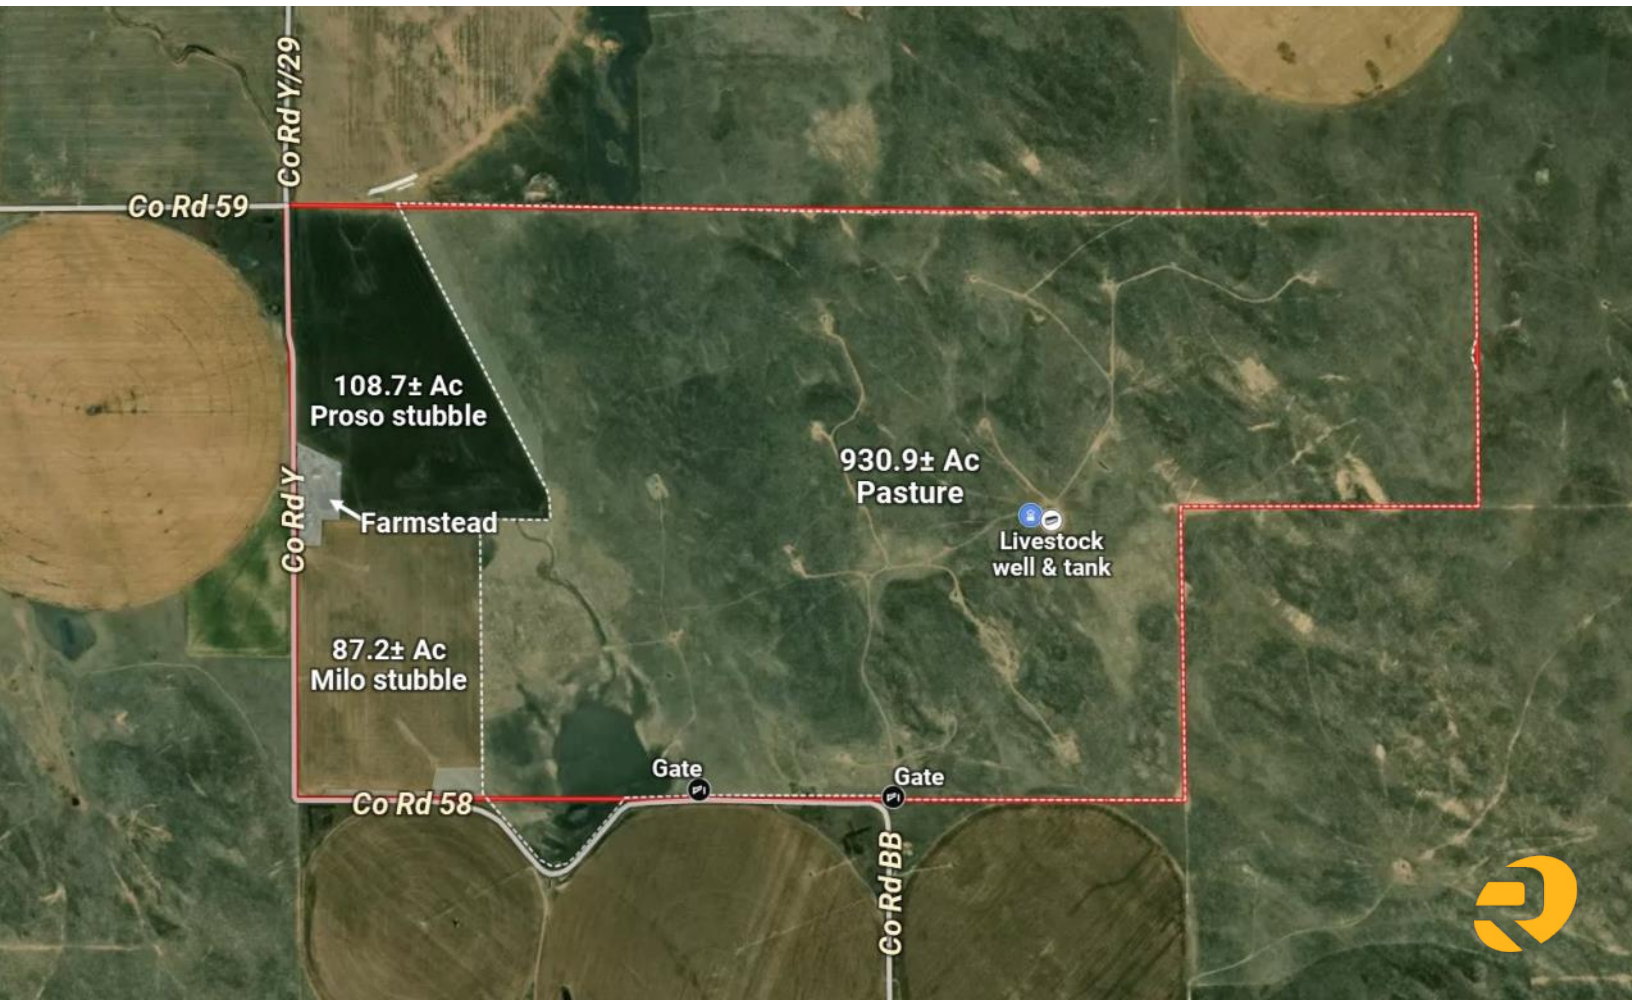 Co Rd Y/29
Co Rd 59
108.7± Ac
Proso stubble
930.9± Ac
Pasture
Co Rd Y
Farmstead
Livestock
well & tank
87.2± Ac
Milo stubble
Gate
Gate
Co Rd 58
Co Rd BB